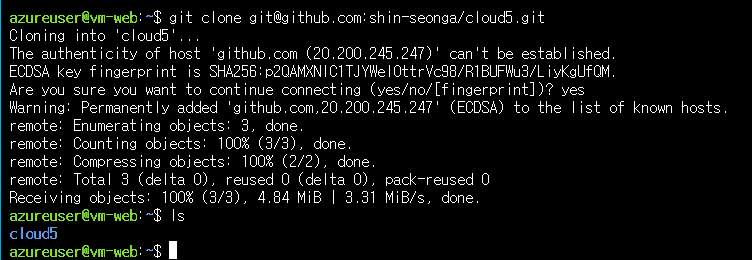 azureuser@vm-web:~$ git clone git@github.com:shin-seonga/cloud5.git
Cloning into 'cloud5'...
The authenticity of host 'github.com (20.200.245.247)' can't be established.
ECDSA key fingerprint is SHA256:p2QAMXNIC1TJYWeIOttrVc98/R1BUFWu3/LiyKgUfQM.
Are you sure you want to continue connecting (yes/no/[fingerprint])? yes
Warning: Permanently added 'github.com,20.200.245.247' (ECDSA) to the list of known hosts.
remote: Enumerating objects: 3, done.
remote: Counting objects: 100% (3/3), done.
remote: Compressing objects: 100% (2/2), done.
remote: Total 3 (delta 0), reused 0 (delta 0), pack-reused 0
Receiving objects: 100% (3/3), 4.84 MiB | 3.31 MiB/s, done.
azureuser@vm-web:~$ ls
cloud5
azureuser@vm-web:~$